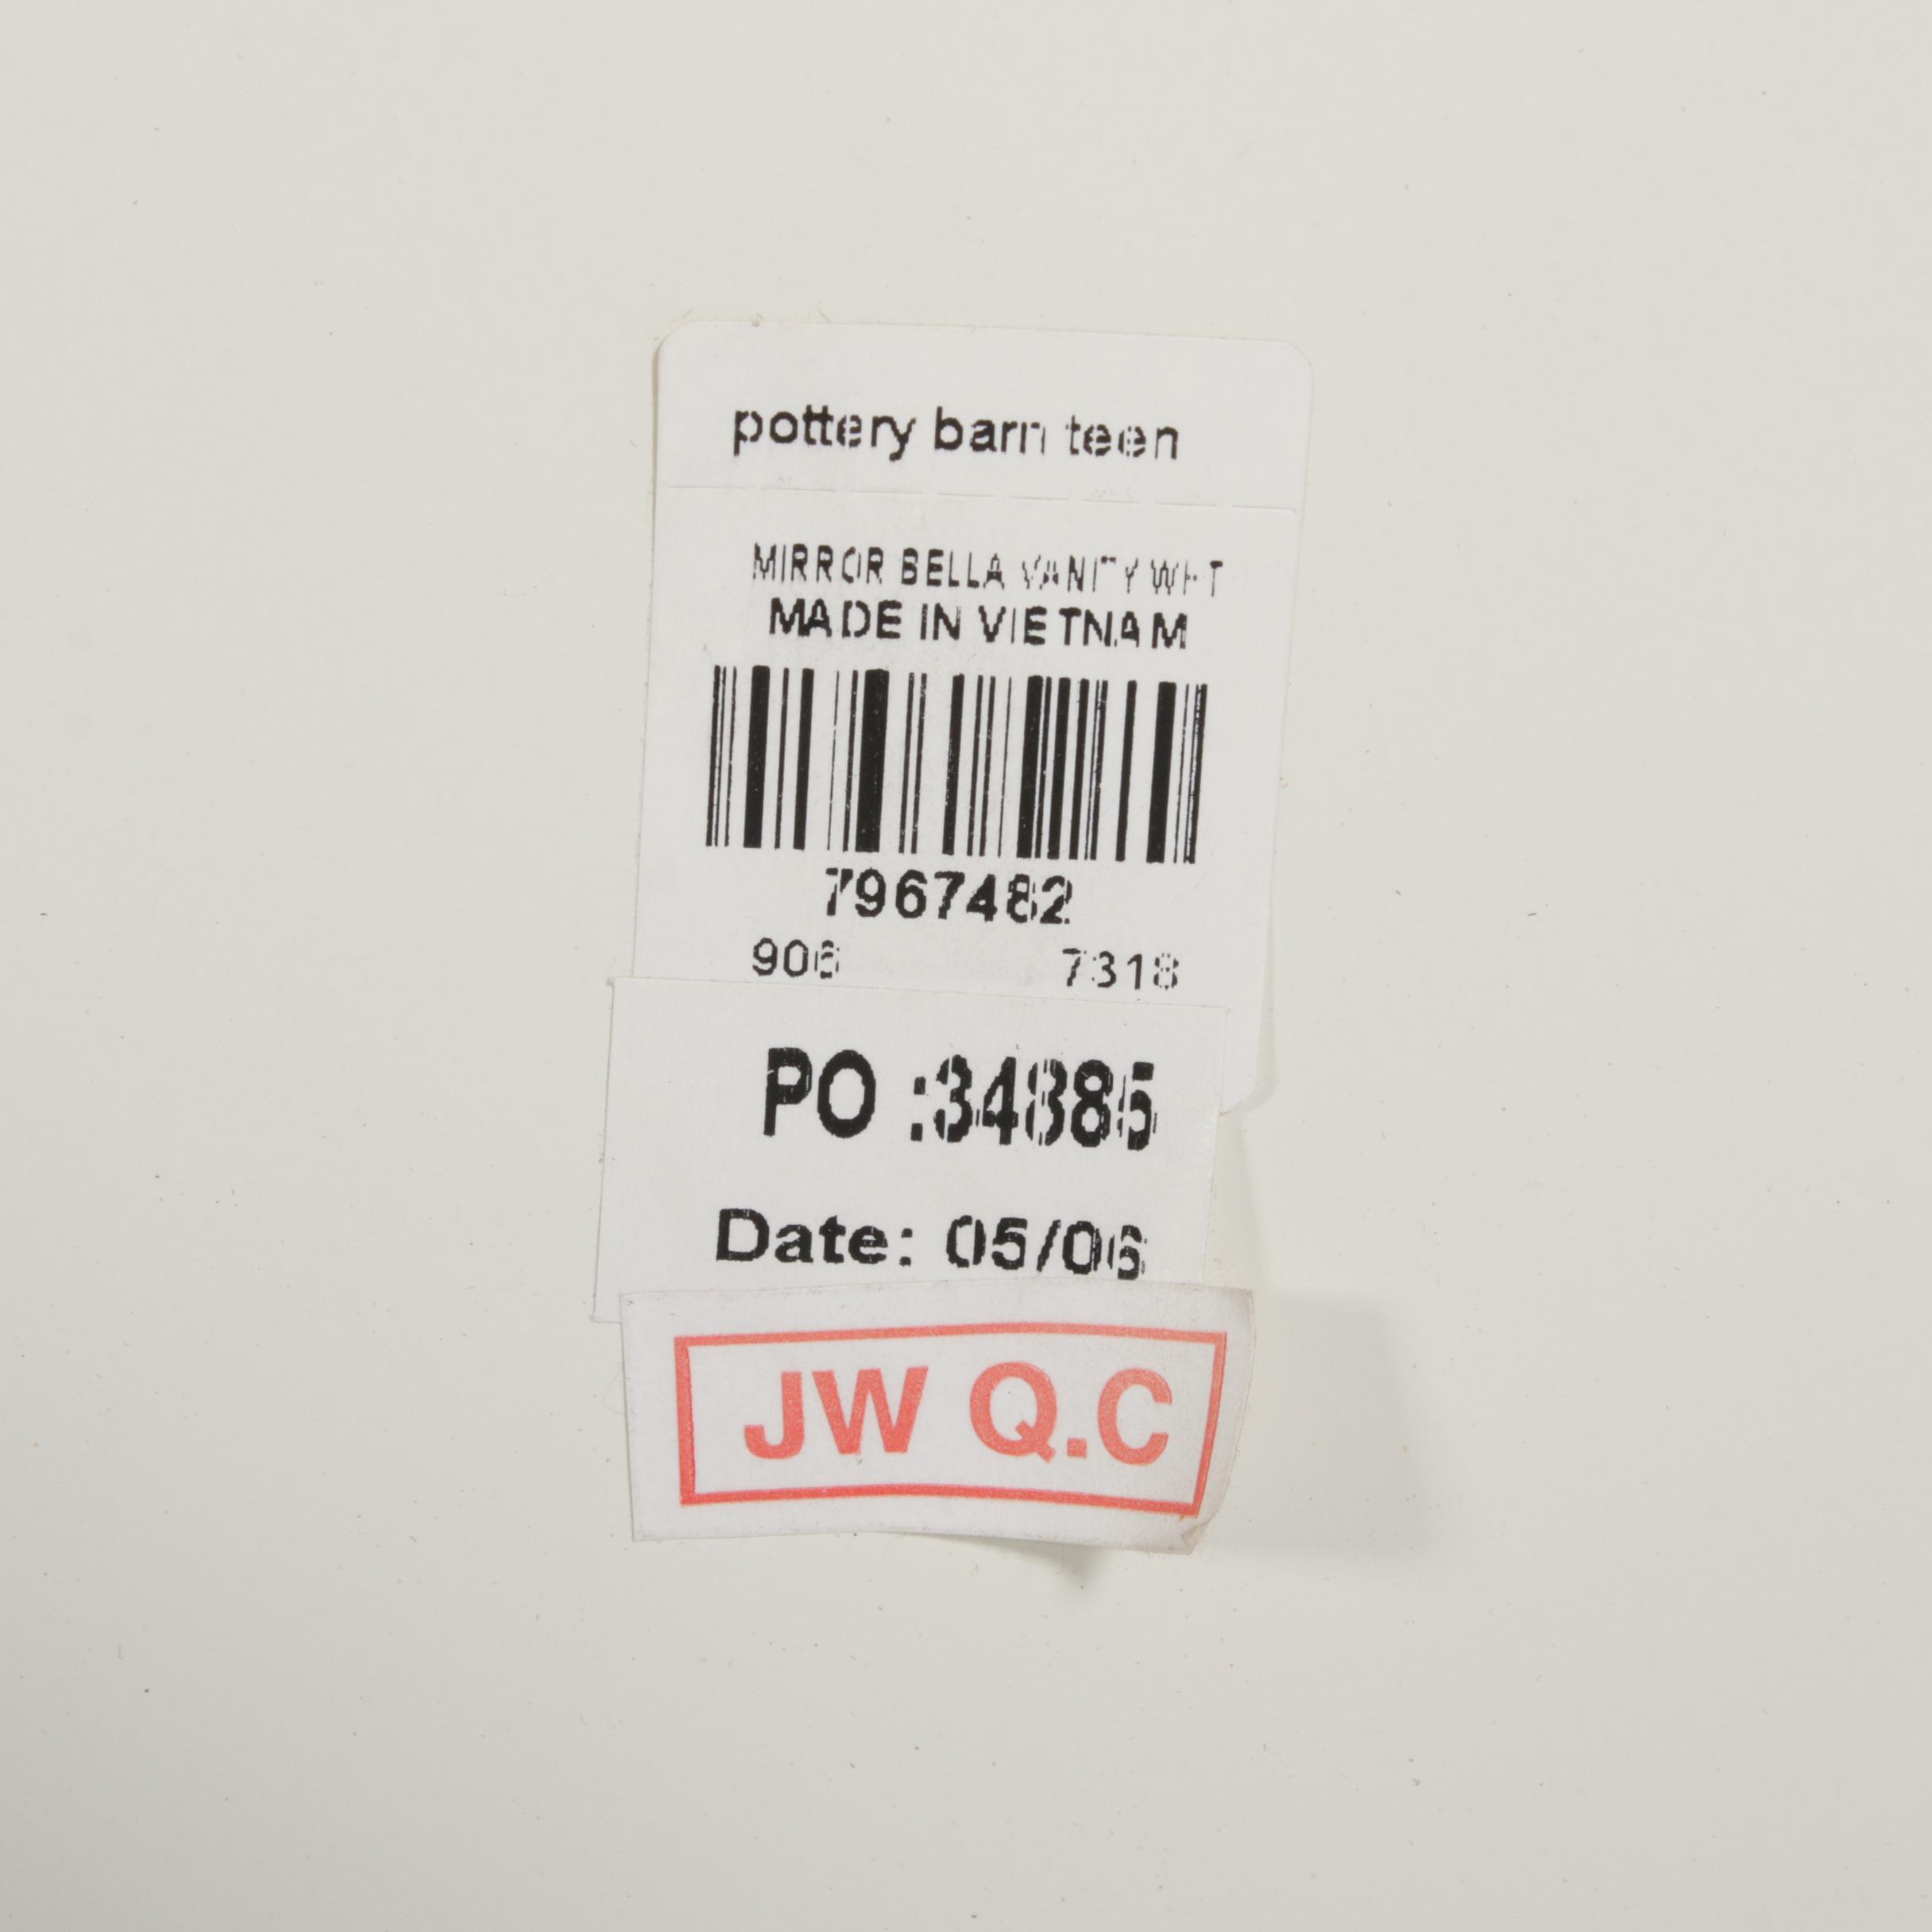 pottery barn teen
MIRROR BELLA VANITY WHT
MADE IN VIETNAM
7967482
906 7318
PO :34885
Date: 05/06
JW Q.C